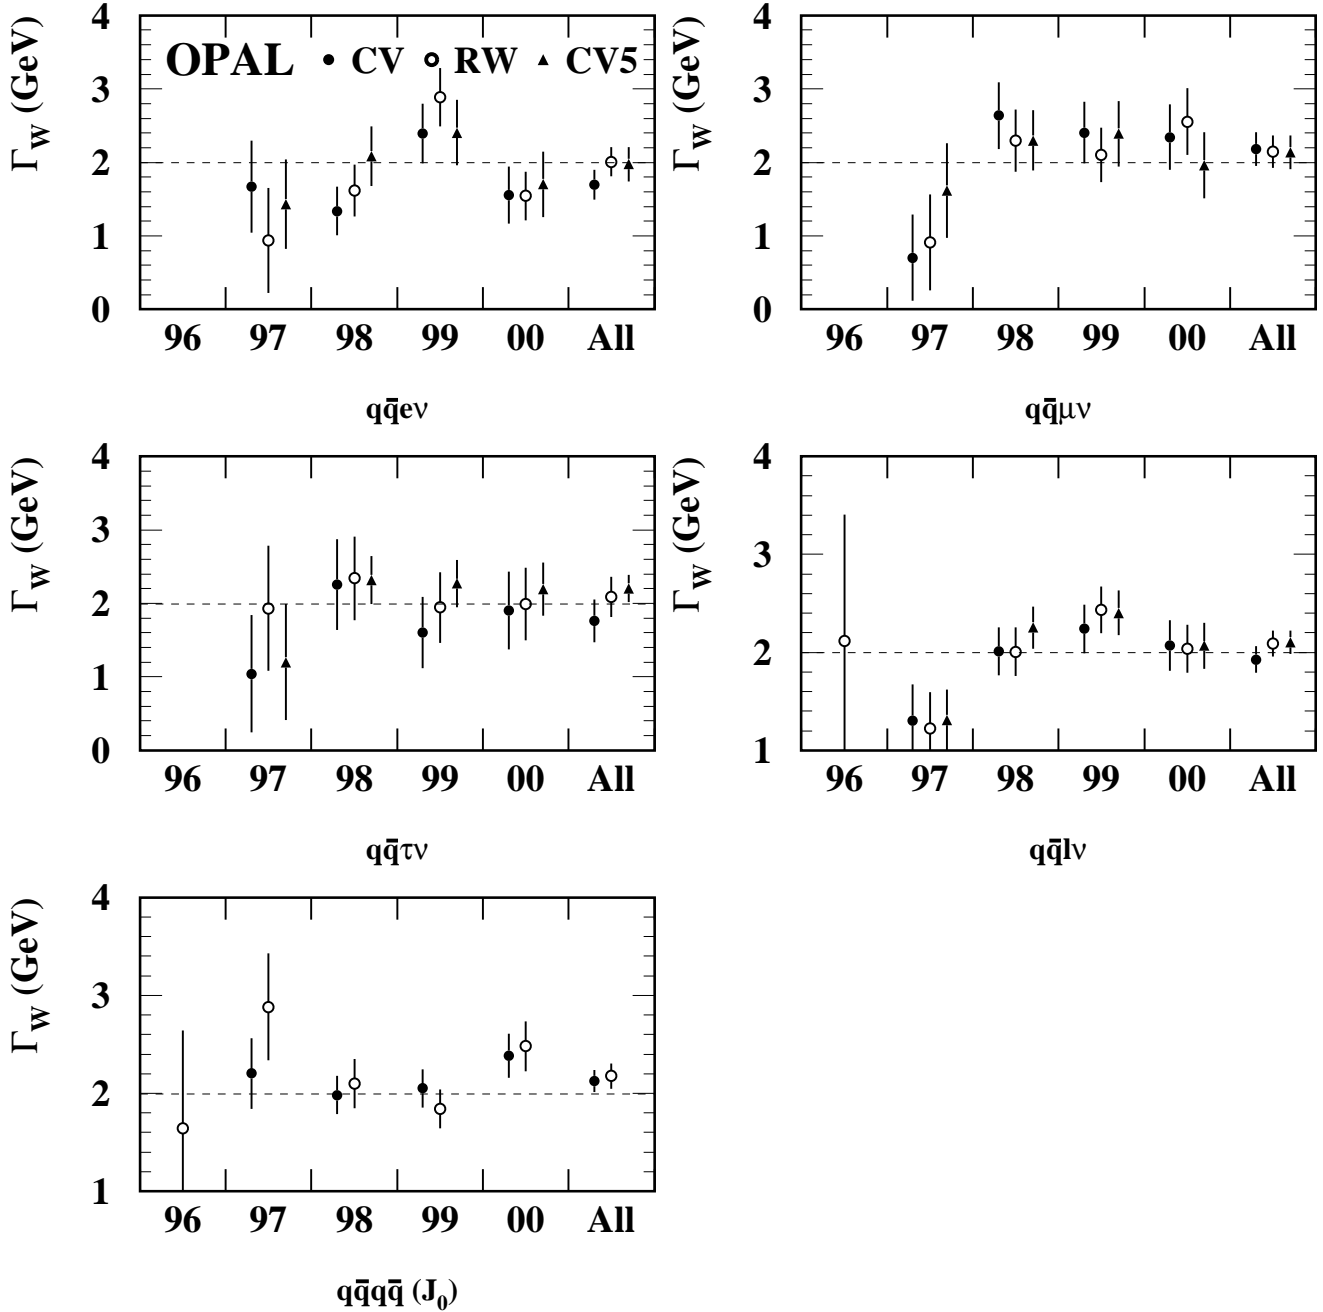 Γ_W (GeV)
4
3
2
1
0
OPAL ● CV ○ RW ▲ CV5
96 97 98 99 00 All
qq̄eν
Γ_W (GeV)
4
3
2
1
0
96 97 98 99 00 All
qq̄μν
Γ_W (GeV)
4
3
2
1
0
96 97 98 99 00 All
qq̄τν
Γ_W (GeV)
4
3
2
1
96 97 98 99 00 All
qq̄lν
Γ_W (GeV)
4
3
2
1
96 97 98 99 00 All
qq̄qq̄ (J₀)